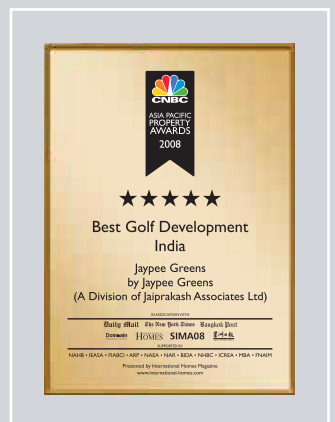 CNBC
ASIA PACIFIC
PROPERTY
AWARDS
2008
Best Golf Development
India
Jaypee Greens
by Jaypee Greens
(A Division of Jaiprakash Associates Ltd)
IN ASSOCIATION WITH
Daily Mail The New York Times Bangkok Post
Domain HOMES SIMA08
SUPPORTED BY
NAHB • IEASA • FIABCI • ARP • NAEA • NAR • BIDA • NHBC • ICREA • MBA • FNAIM
Presented by International Homes Magazine
www.international-homes.com